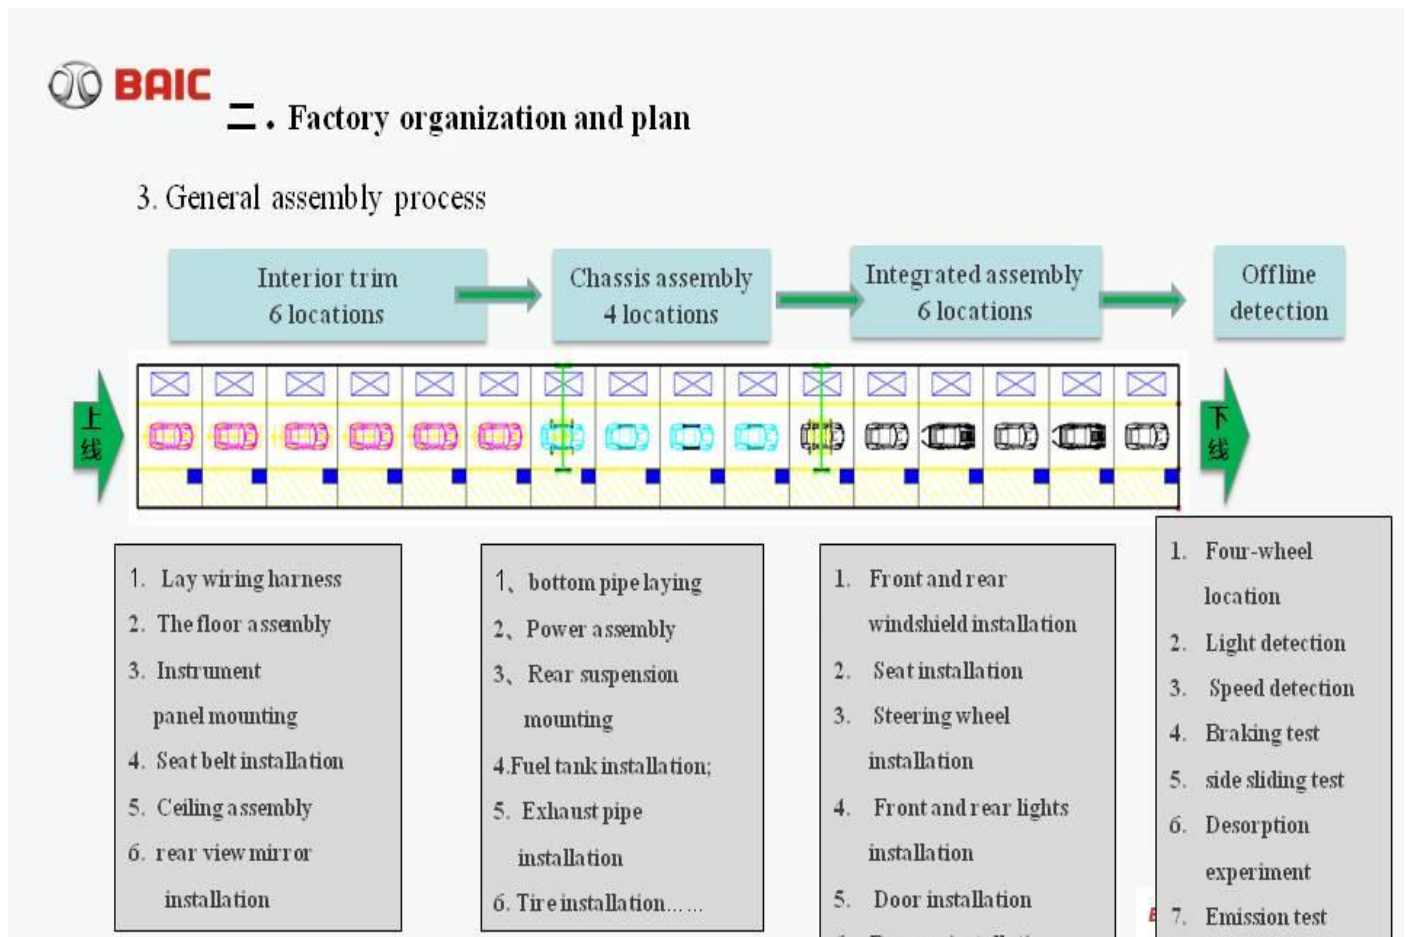 BAIC
二. Factory organization and plan
3. General assembly process
Interior trim
6 locations
Chassis assembly
4 locations
Integrated assembly
6 locations
Offline
detection
上
线
下
线
1. Lay wiring harness
2. The floor assembly
3. Instrument
panel mounting
4. Seat belt installation
5. Ceiling assembly
6. rear view mirror
installation
1、bottom pipe laying
2、Power assembly
3、Rear suspension
mounting
4.Fuel tank installation;
5. Exhaust pipe
installation
6. Tire installation……
1. Front and rear
windshield installation
2. Seat installation
3. Steering wheel
installation
4. Front and rear lights
installation
5. Door installation
1. Four-wheel
location
2. Light detection
3. Speed detection
4. Braking test
5. side sliding test
6. Desorption
experiment
7. Emission test